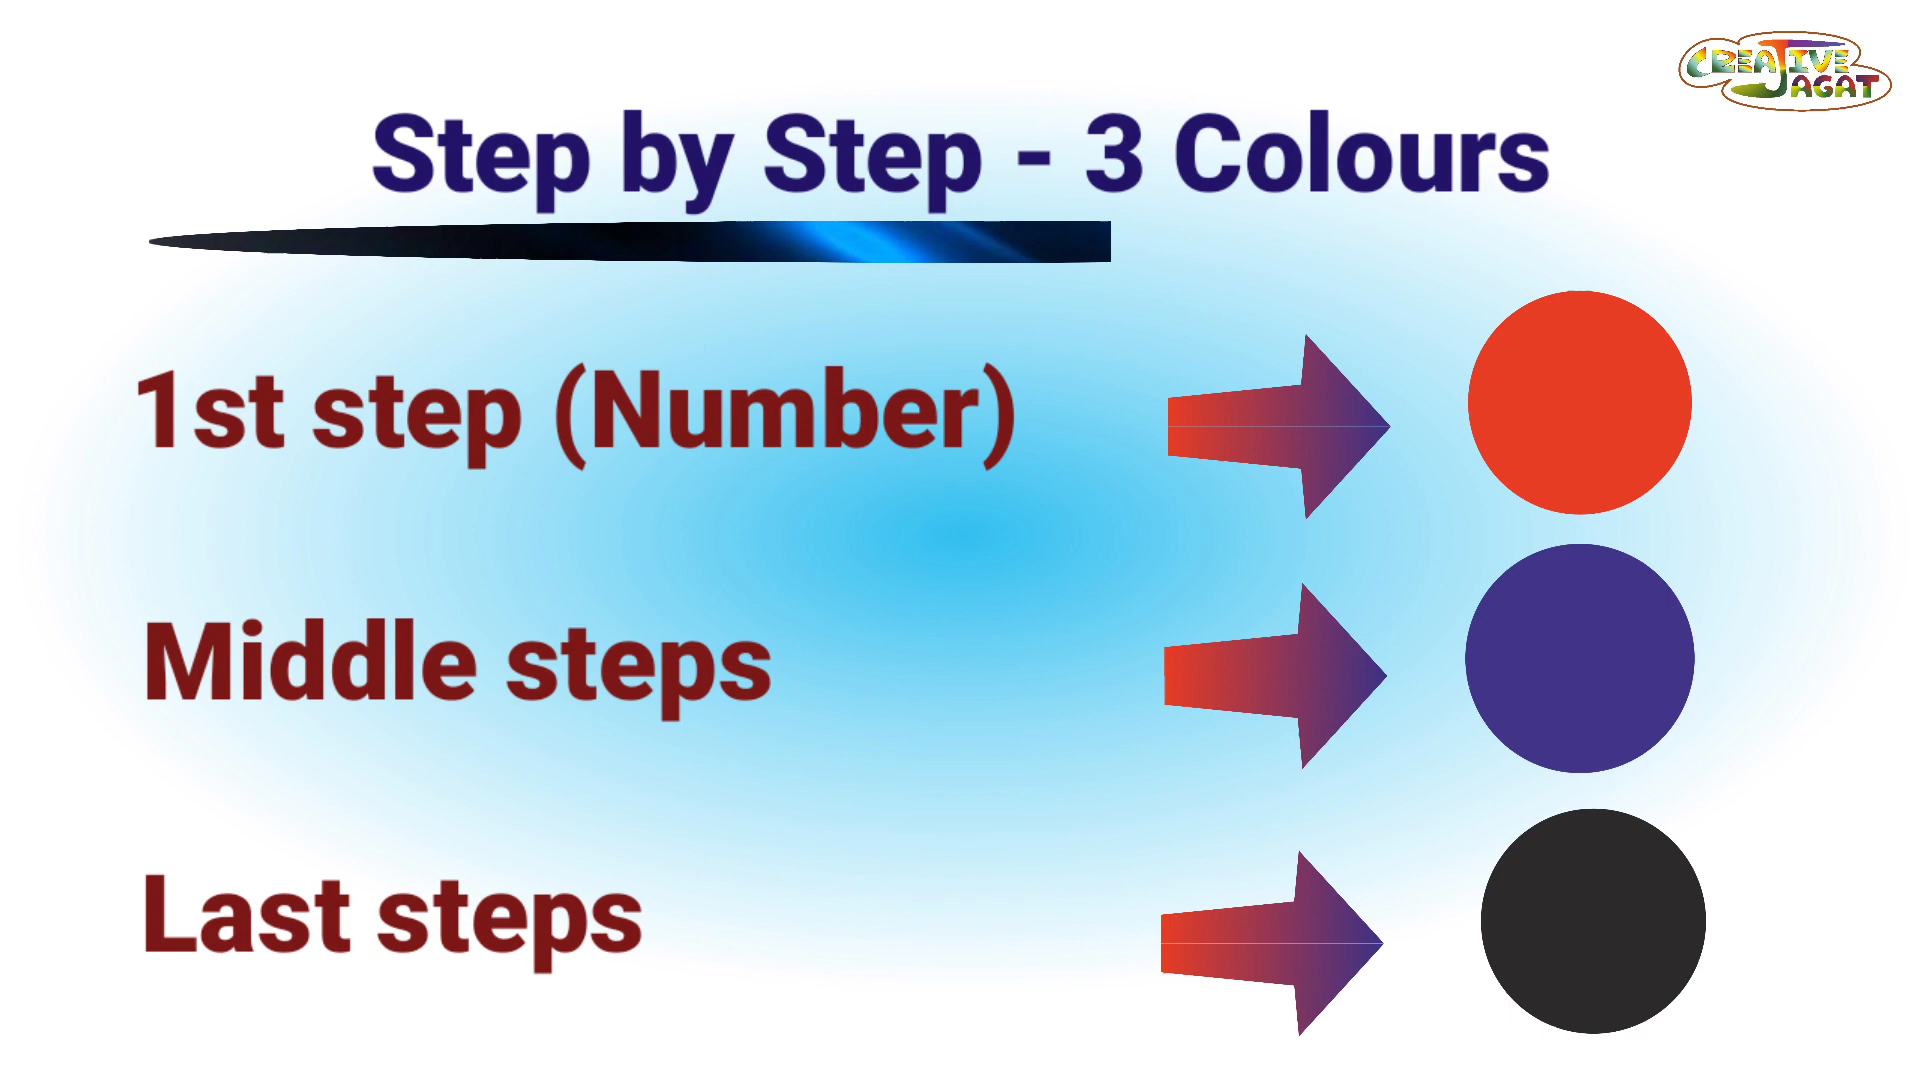 CREATIVE
JAGAT
Step by Step - 3 Colours
1st step (Number)
Middle steps
Last steps